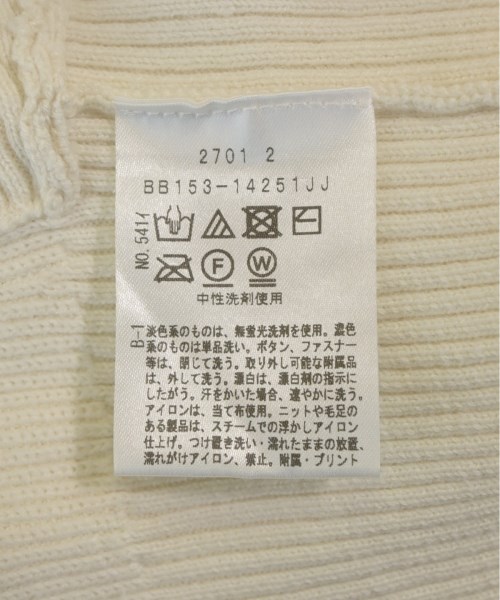 2701 2
BB153-14251JJ
NO.541イ
F
W
中性洗剤使用
B-1
淡色系のものは、無蛍光洗剤を使用。濃色
系のものは単品洗い。ボタン、ファスナー
等は、閉じて洗う。取り外し可能な附属品
は、外して洗う。漂白は、漂白剤の指示に
したがう。汗をかいた場合、速やかに洗う。
アイロンは、当て布使用。ニットや毛足の
ある製品は、スチームでの浮かしアイロン
仕上げ。つけ置き洗い・濡れたままの放置、
濡れがけアイロン、禁止。附属・プリント